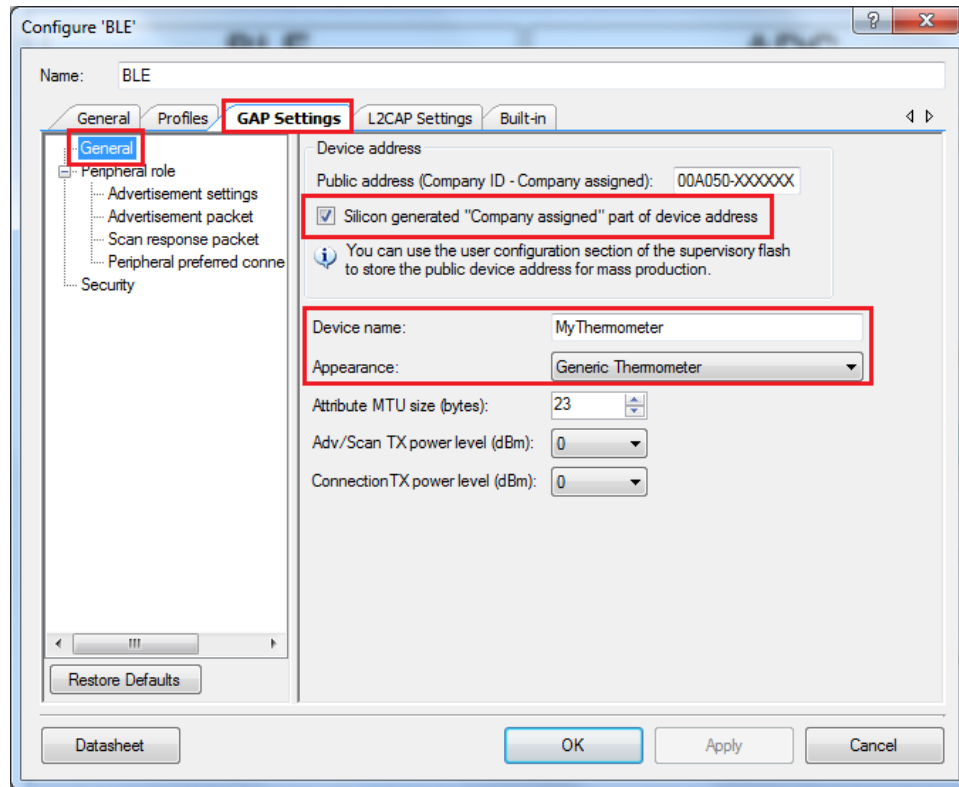 Configure 'BLE'
Name: BLE
General Profiles GAP Settings L2CAP Settings Built-in
General
Peripheral role
Advertisement settings
Advertisement packet
Scan response packet
Peripheral preferred conne
Security
Restore Defaults
Device address
Public address (Company ID - Company assigned): 00A050-XXXXXX
Silicon generated "Company assigned" part of device address
You can use the user configuration section of the supervisory flash
to store the public device address for mass production.
Device name: MyThermometer
Appearance: Generic Thermometer
Attribute MTU size (bytes): 23
Adv/Scan TX power level (dBm): 0
Connection TX power level (dBm): 0
Datasheet OK Apply Cancel